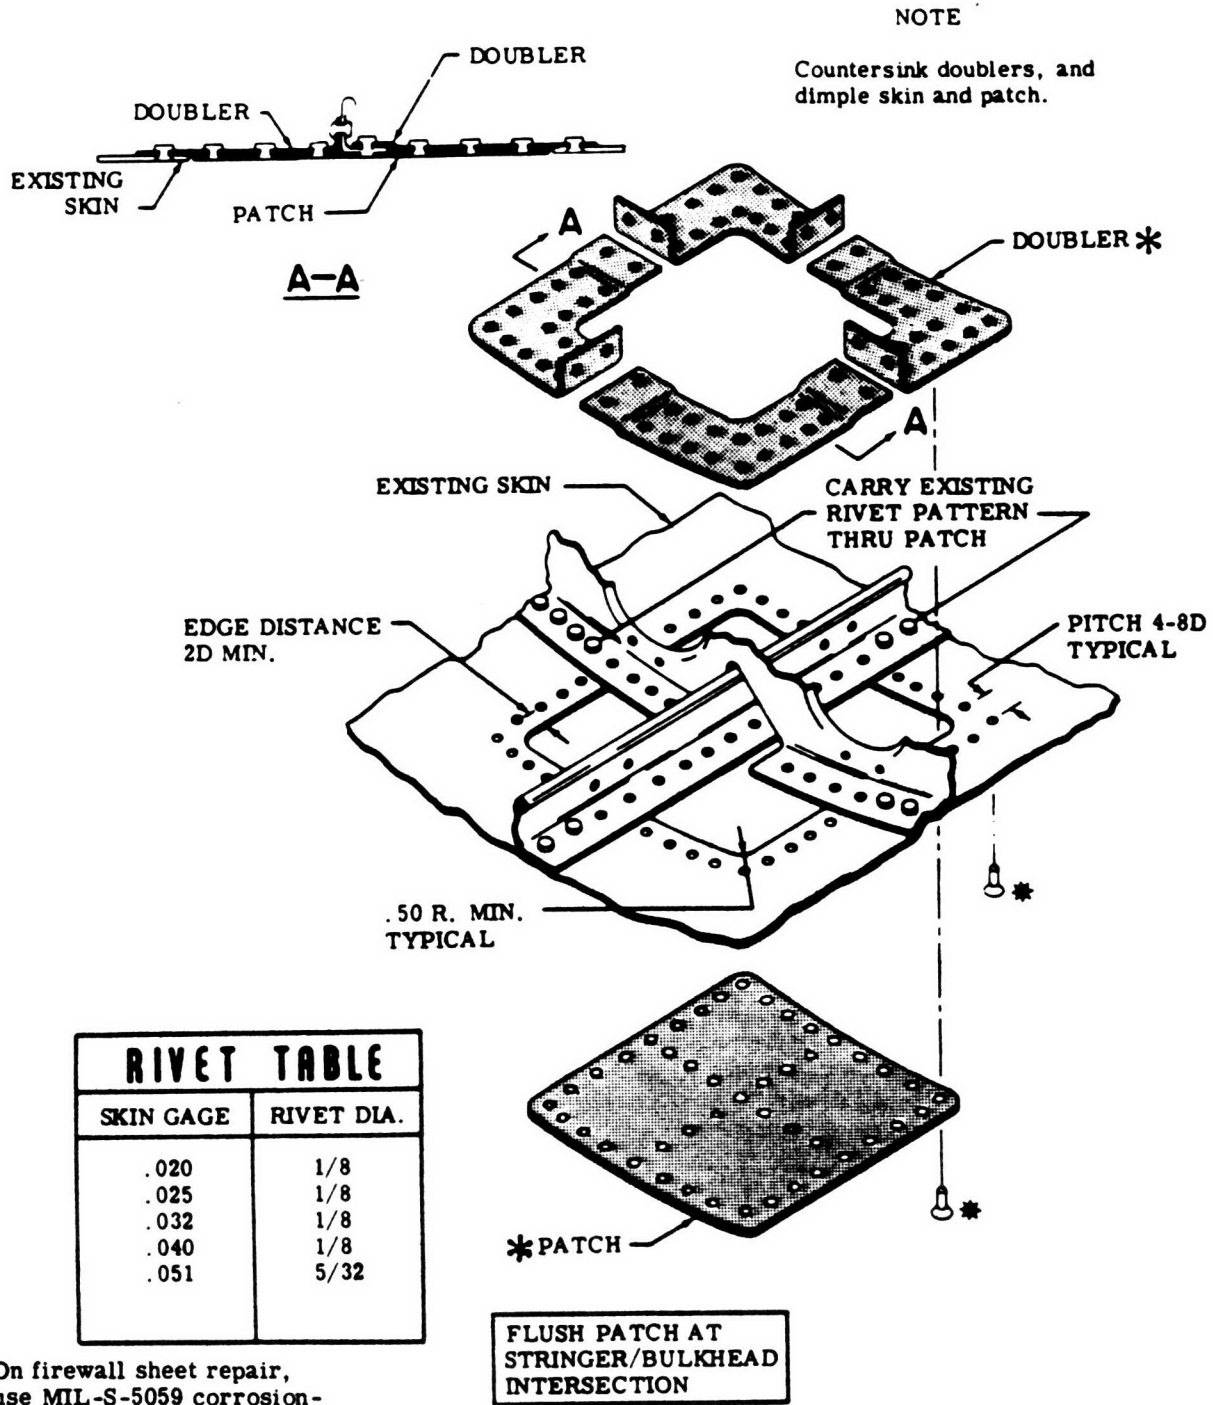 NOTE
Countersink doublers, and
dimple skin and patch.
DOUBLER
DOUBLER
EXISTING
SKIN
PATCH
A-A
A
DOUBLER *
A
EXISTING SKIN
CARRY EXISTING
RIVET PATTERN
THRU PATCH
EDGE DISTANCE
2D MIN.
PITCH 4-8D
TYPICAL
.50 R. MIN.
TYPICAL
*
*
* PATCH
RIVET TABLE
SKIN GAGE RIVET DIA.
.020 1/8
.025 1/8
.032 1/8
.040 1/8
.051 5/32
FLUSH PATCH AT
STRINGER/BULKHEAD
INTERSECTION
On firewall sheet repair,
use MIL-S-5059 corrosion-